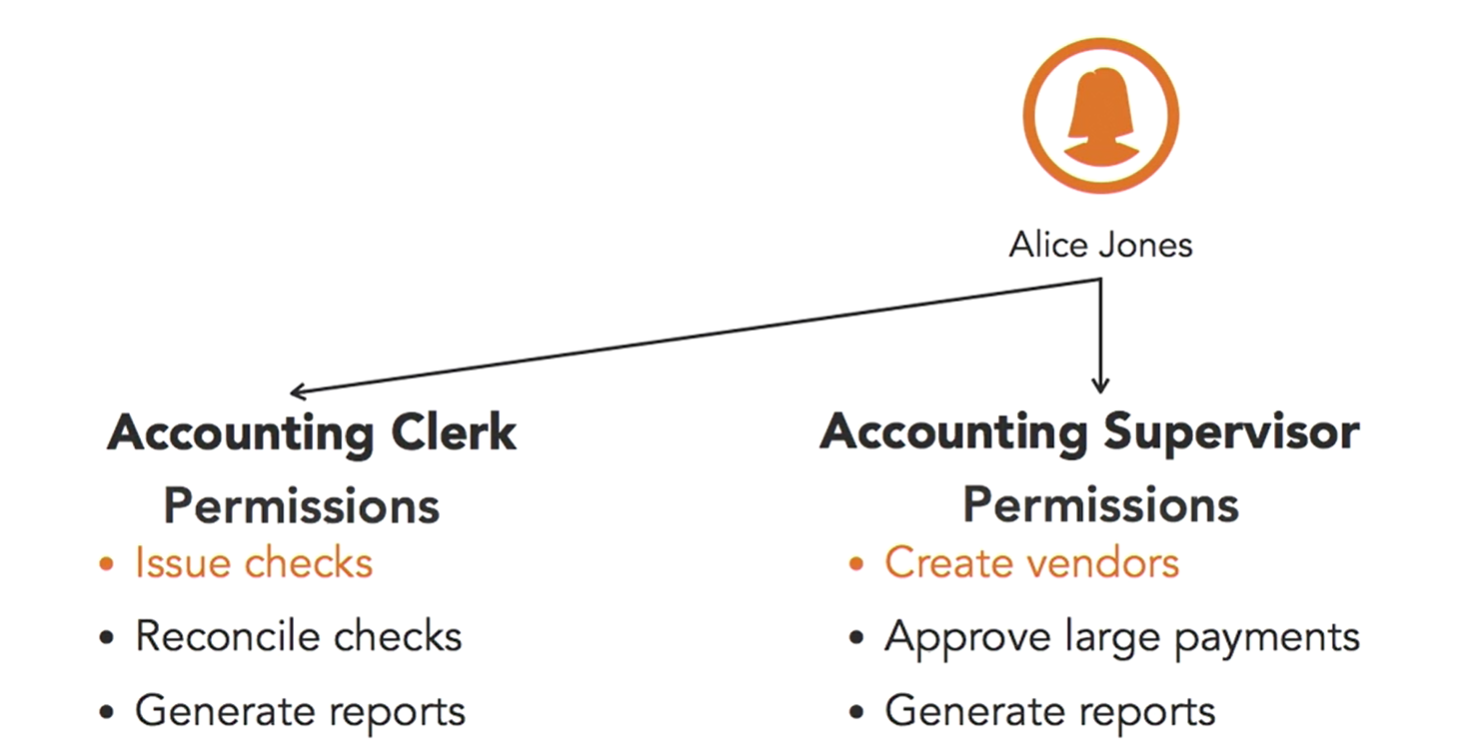 Alice Jones
Accounting Clerk
Permissions
• Issue checks
• Reconcile checks
• Generate reports
Accounting Supervisor
Permissions
• Create vendors
• Approve large payments
• Generate reports